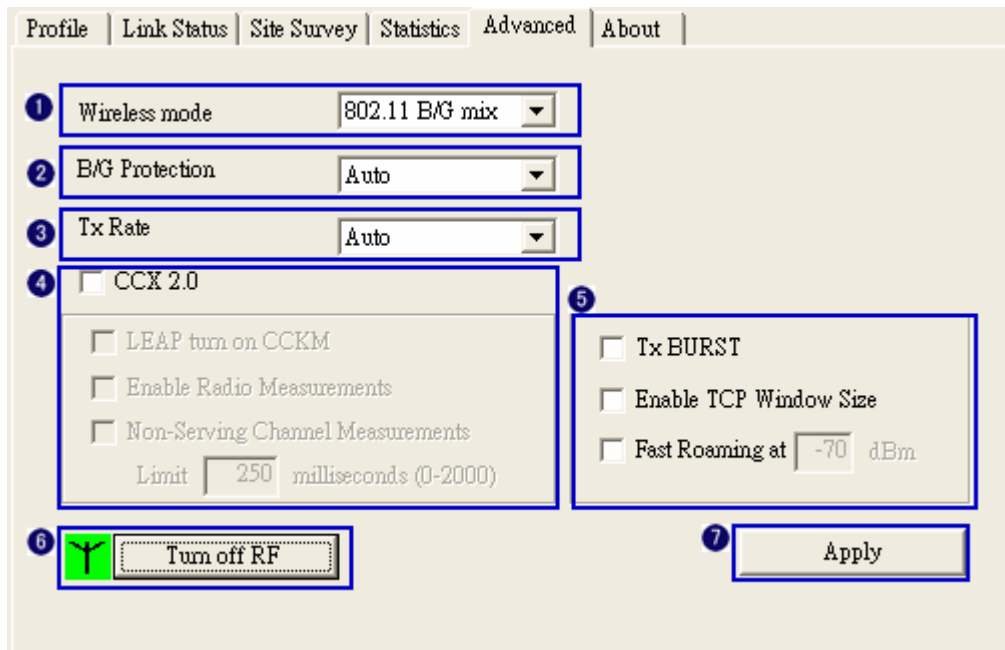 Profile Link Status Site Survey Statistics Advanced About
1 Wireless mode 802.11 B/G mix
2 B/G Protection Auto
3 Tx Rate Auto
4 CCX 2.0
LEAP turn on CCKM
Enable Radio Measurements
Non-Serving Channel Measurements
Limit 250 milliseconds (0-2000)
5
Tx BURST
Enable TCP Window Size
Fast Roaming at -70 dBm
6 Turn off RF
7 Apply